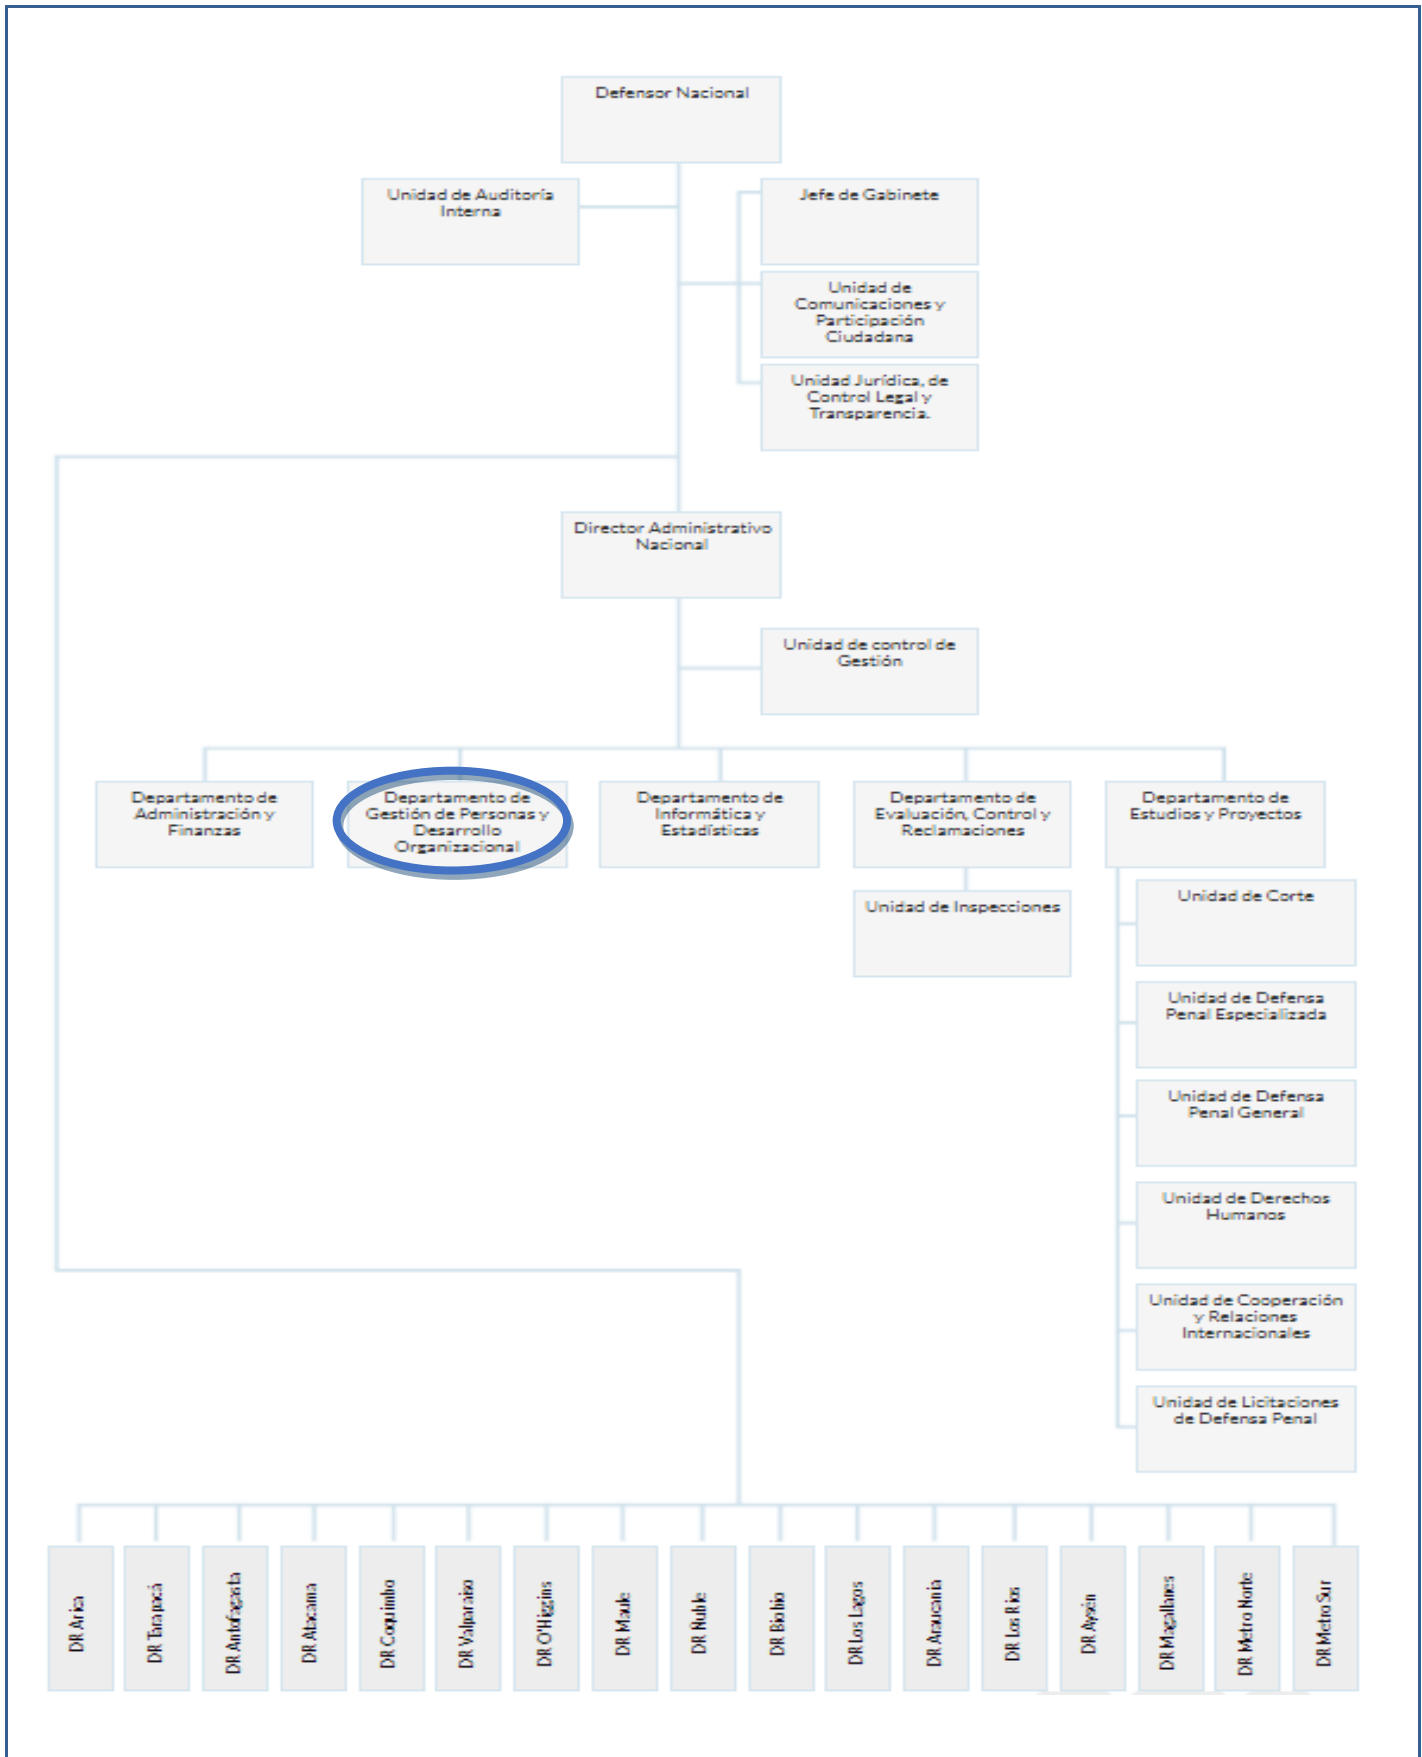 Defensor Nacional
Unidad de Auditoría
Interna
Jefe de Gabinete
Unidad de
Comunicaciones y
Participación
Ciudadana
Unidad Jurídica, de
Control Legal y
Transparencia.
Director Administrativo
Nacional
Unidad de control de
Gestión
Departamento de
Administración y
Finanzas
Departamento de
Gestión de Personas y
Desarrollo
Organizacional
Departamento de
Informática y
Estadísticas
Departamento de
Evaluación, Control y
Reclamaciones
Departamento de
Estudios y Proyectos
Unidad de Inspecciones
Unidad de Corte
Unidad de Defensa
Penal Especializada
Unidad de Defensa
Penal General
Unidad de Derechos
Humanos
Unidad de Cooperación
y Relaciones
Internacionales
Unidad de Licitaciones
de Defensa Penal
DR Arica
DR Tarapacá
DR Antofagasta
DR Atacama
DR Coquimbo
DR Valparaíso
DR O'Higgins
DR Maule
DR Ñuble
DR Biobío
DR Los Lagos
DR Araucanía
DR Los Ríos
DR Aysén
DR Magallanes
DR Metro Norte
DR Metro Sur